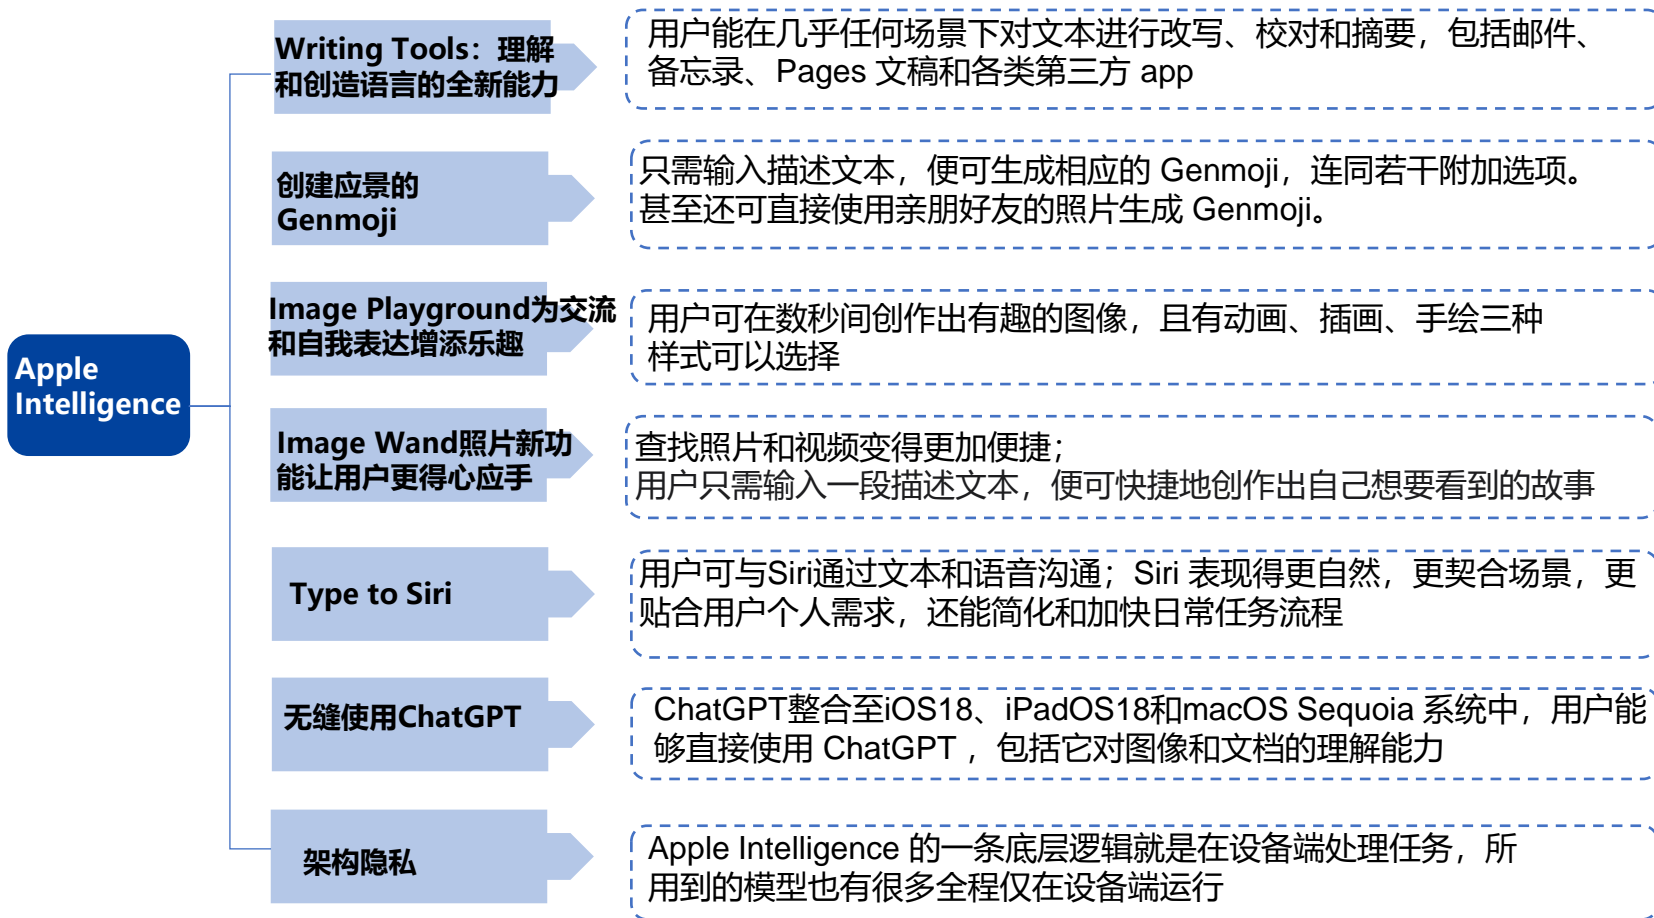 Apple
Intelligence
Writing Tools：理解
和创造语言的全新能力
用户能在几乎任何场景下对文本进行改写、校对和摘要，包括邮件、
备忘录、Pages 文稿和各类第三方 app
创建应景的
Genmoji
只需输入描述文本，便可生成相应的 Genmoji，连同若干附加选项。
甚至还可直接使用亲朋好友的照片生成 Genmoji。
Image Playground为交流
和自我表达增添乐趣
用户可在数秒间创作出有趣的图像，且有动画、插画、手绘三种
样式可以选择
Image Wand照片新功
能让用户更得心应手
查找照片和视频变得更加便捷；
用户只需输入一段描述文本，便可快捷地创作出自己想要看到的故事
Type to Siri
用户可与Siri通过文本和语音沟通；Siri 表现得更自然，更契合场景，更
贴合用户个人需求，还能简化和加快日常任务流程
无缝使用ChatGPT
ChatGPT整合至iOS18、iPadOS18和macOS Sequoia 系统中，用户能
够直接使用 ChatGPT ，包括它对图像和文档的理解能力
架构隐私
Apple Intelligence 的一条底层逻辑就是在设备端处理任务，所
用到的模型也有很多全程仅在设备端运行